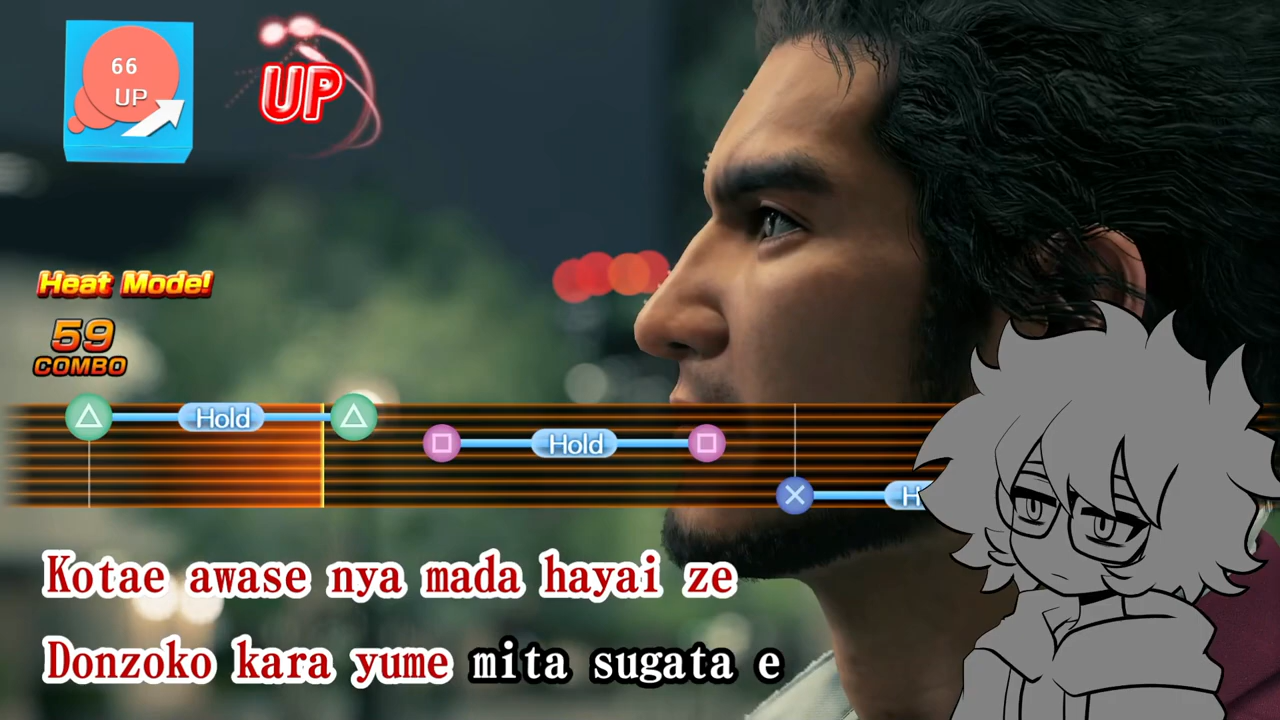 66
UP
UP
Heat Mode!
59
COMBO
Hold
Hold
H
Kotae awase nya mada hayai ze
Donzoko kara yume mita sugata e